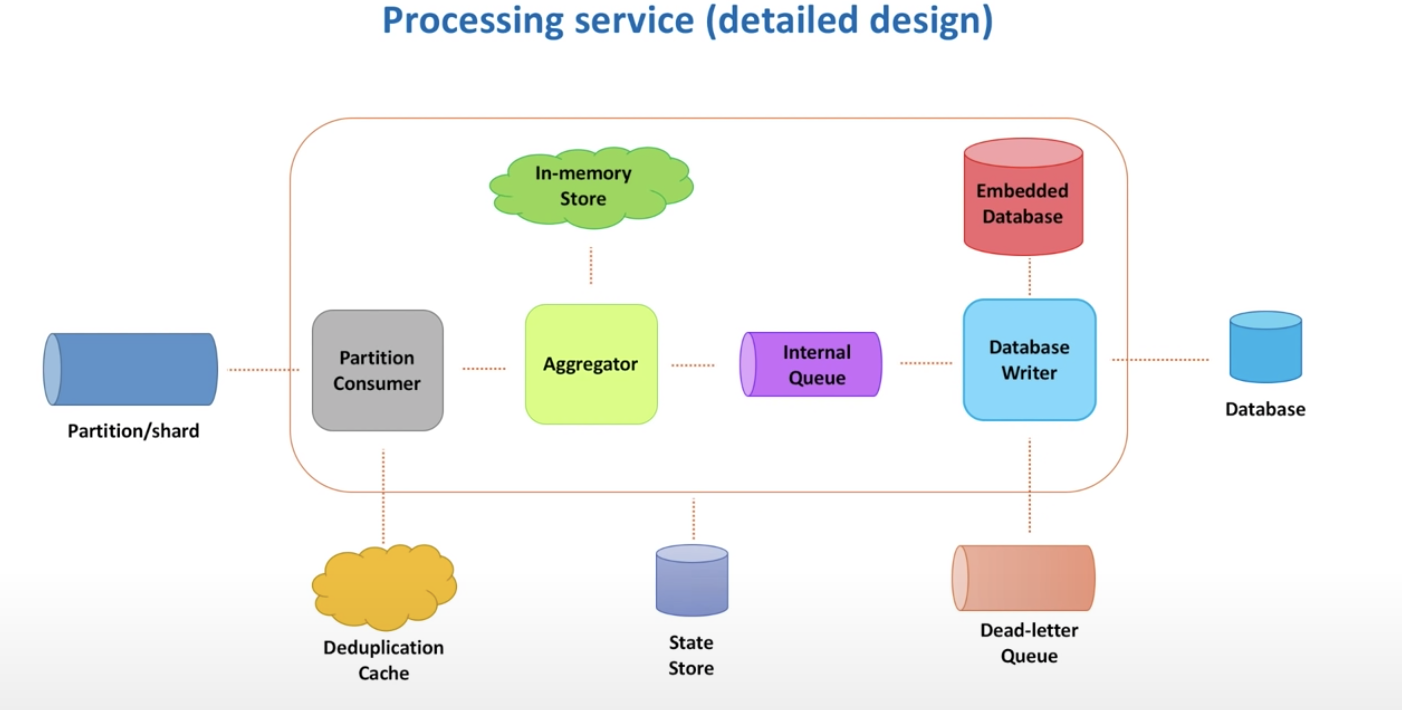 Processing service (detailed design)
In-memory
Store
Embedded
Database
Partition
Consumer
Aggregator
Internal
Queue
Database
Writer
Partition/shard
Database
Deduplication
Cache
State
Store
Dead-letter
Queue